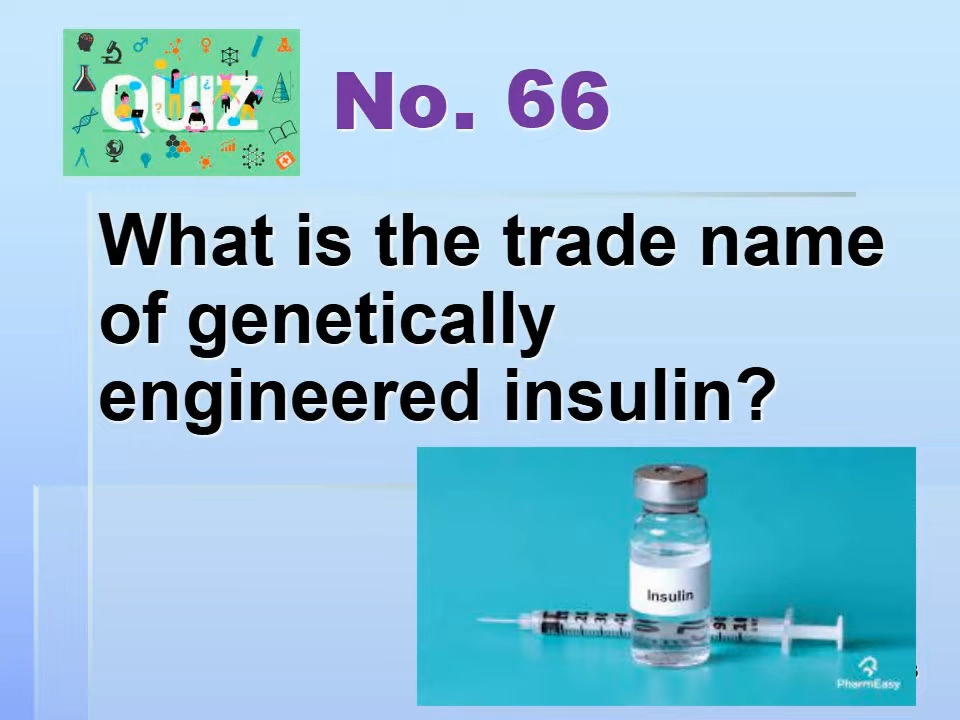 QUIZ
No. 66
What is the trade name
of genetically
engineered insulin?
Insulin
PharmEasy